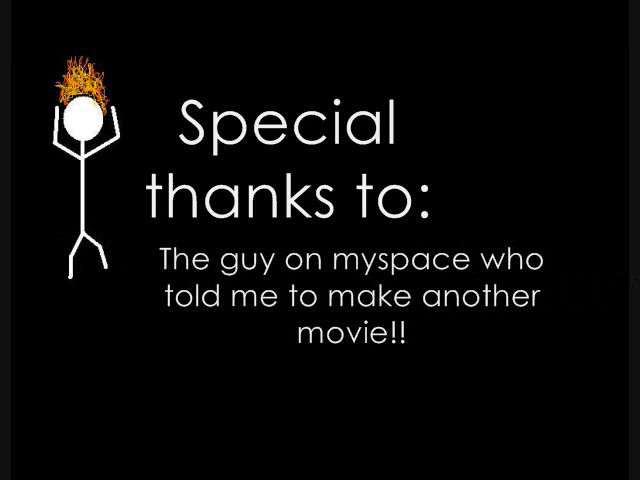 Special
thanks to:
The guy on myspace who
told me to make another
movie!!